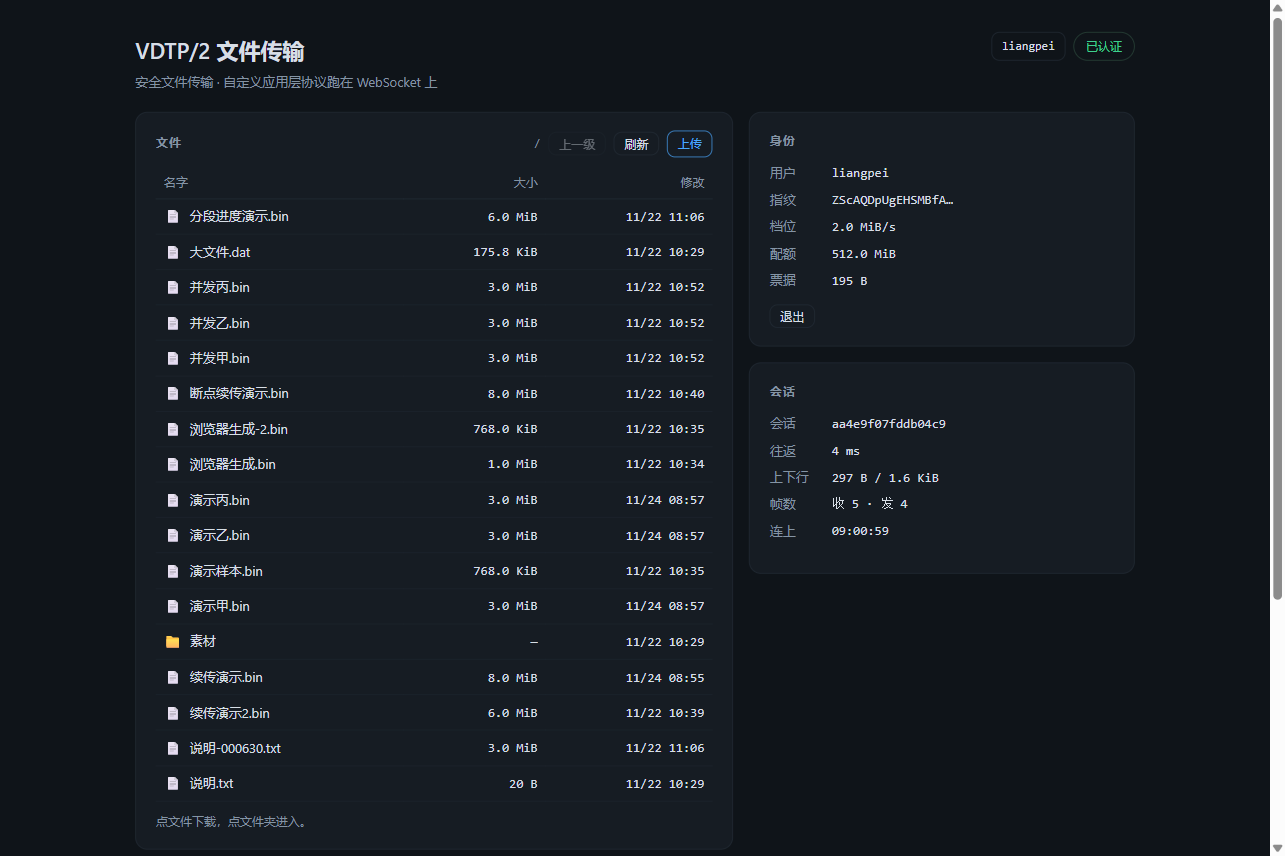 VDTP/2 文件传输
liangpei 已认证
安全文件传输 · 自定义应用层协议跑在 WebSocket 上
文件 / 上一级 刷新 上传
名字 大小 修改
分段进度演示.bin 6.0 MiB 11/22 11:06
大文件.dat 175.8 KiB 11/22 10:29
并发丙.bin 3.0 MiB 11/22 10:52
并发乙.bin 3.0 MiB 11/22 10:52
并发甲.bin 3.0 MiB 11/22 10:52
断点续传演示.bin 8.0 MiB 11/22 10:40
浏览器生成-2.bin 768.0 KiB 11/22 10:35
浏览器生成.bin 1.0 MiB 11/22 10:34
演示丙.bin 3.0 MiB 11/24 08:57
演示乙.bin 3.0 MiB 11/24 08:57
演示样本.bin 768.0 KiB 11/22 10:35
演示甲.bin 3.0 MiB 11/24 08:57
素材 — 11/22 10:29
续传演示.bin 8.0 MiB 11/24 08:55
续传演示2.bin 6.0 MiB 11/22 10:39
说明-000630.txt 3.0 MiB 11/22 11:06
说明.txt 20 B 11/22 10:29
点文件下载，点文件夹进入。
身份
用户 liangpei
指纹 ZScAQDpUgEHSMBfA…
档位 2.0 MiB/s
配额 512.0 MiB
票据 195 B
退出
会话
会话 aa4e9f07fddb04c9
往返 4 ms
上下行 297 B / 1.6 KiB
帧数 收 5 · 发 4
连上 09:00:59